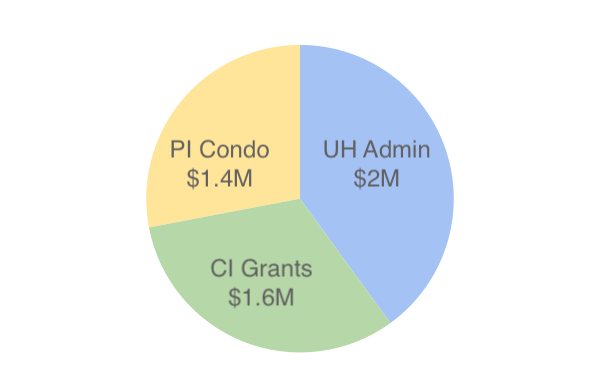 PI Condo
$1.4M
UH Admin
$2M
CI Grants
$1.6M